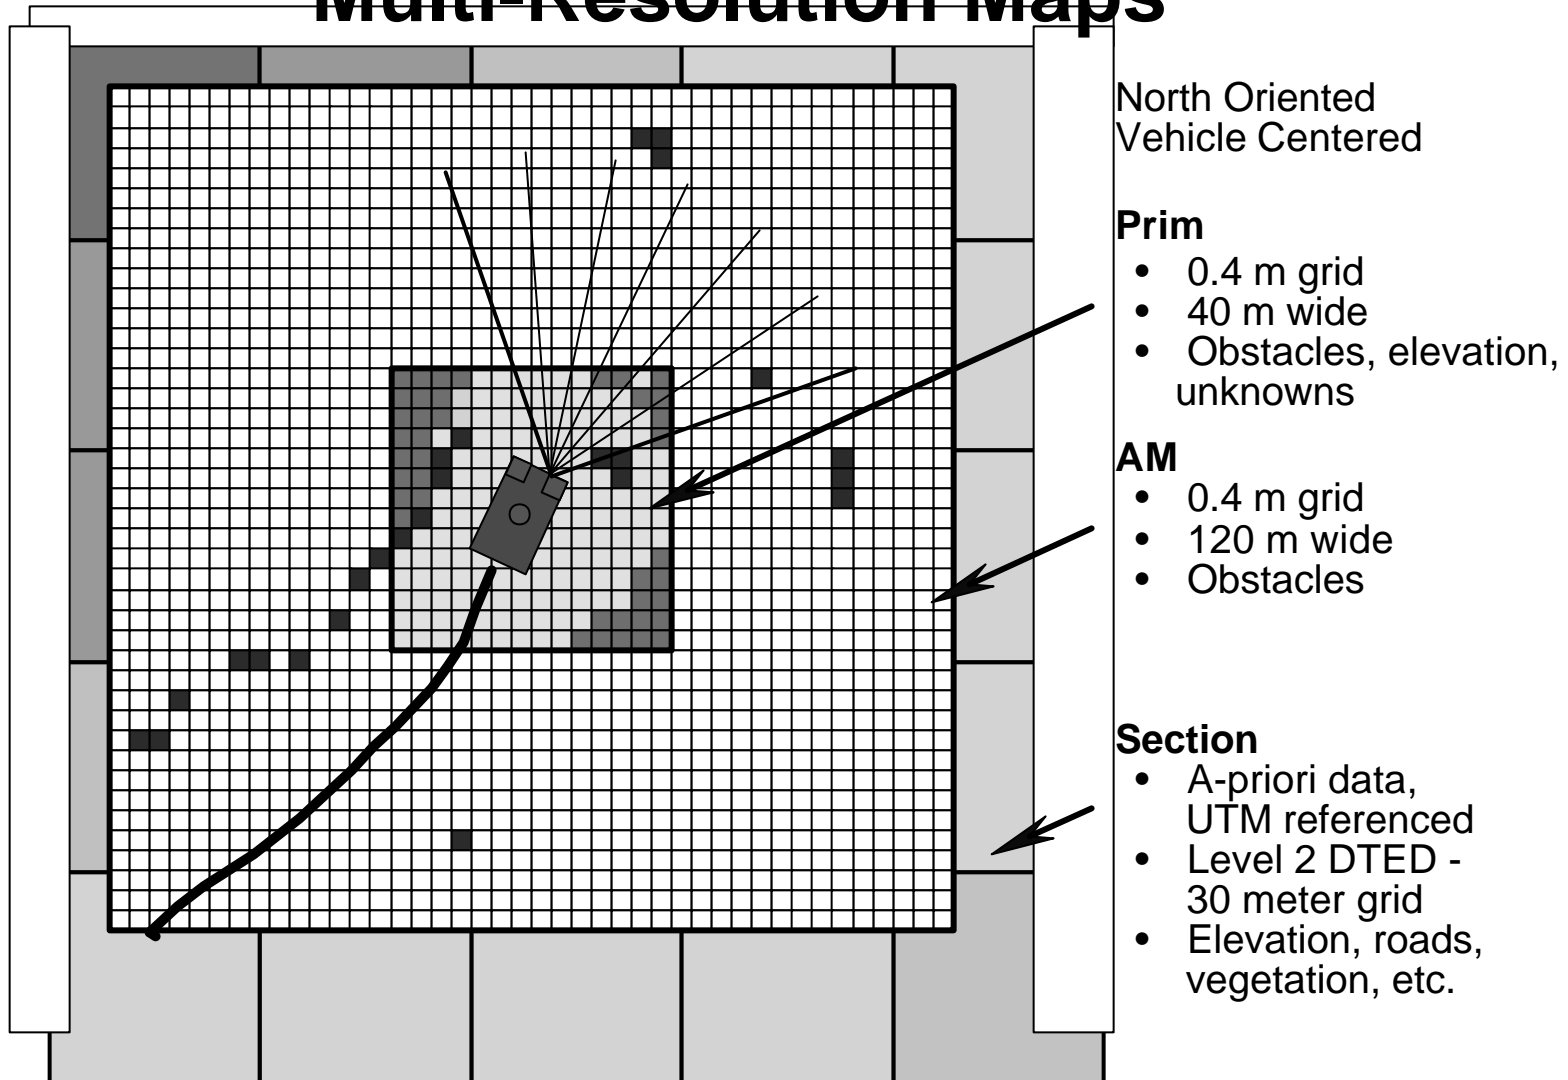 Multi-Resolution Maps
North Oriented
Vehicle Centered
Prim
• 0.4 m grid
• 40 m wide
• Obstacles, elevation,
unknowns
AM
• 0.4 m grid
• 120 m wide
• Obstacles
Section
• A-priori data,
UTM referenced
• Level 2 DTED -
30 meter grid
• Elevation, roads,
vegetation, etc.